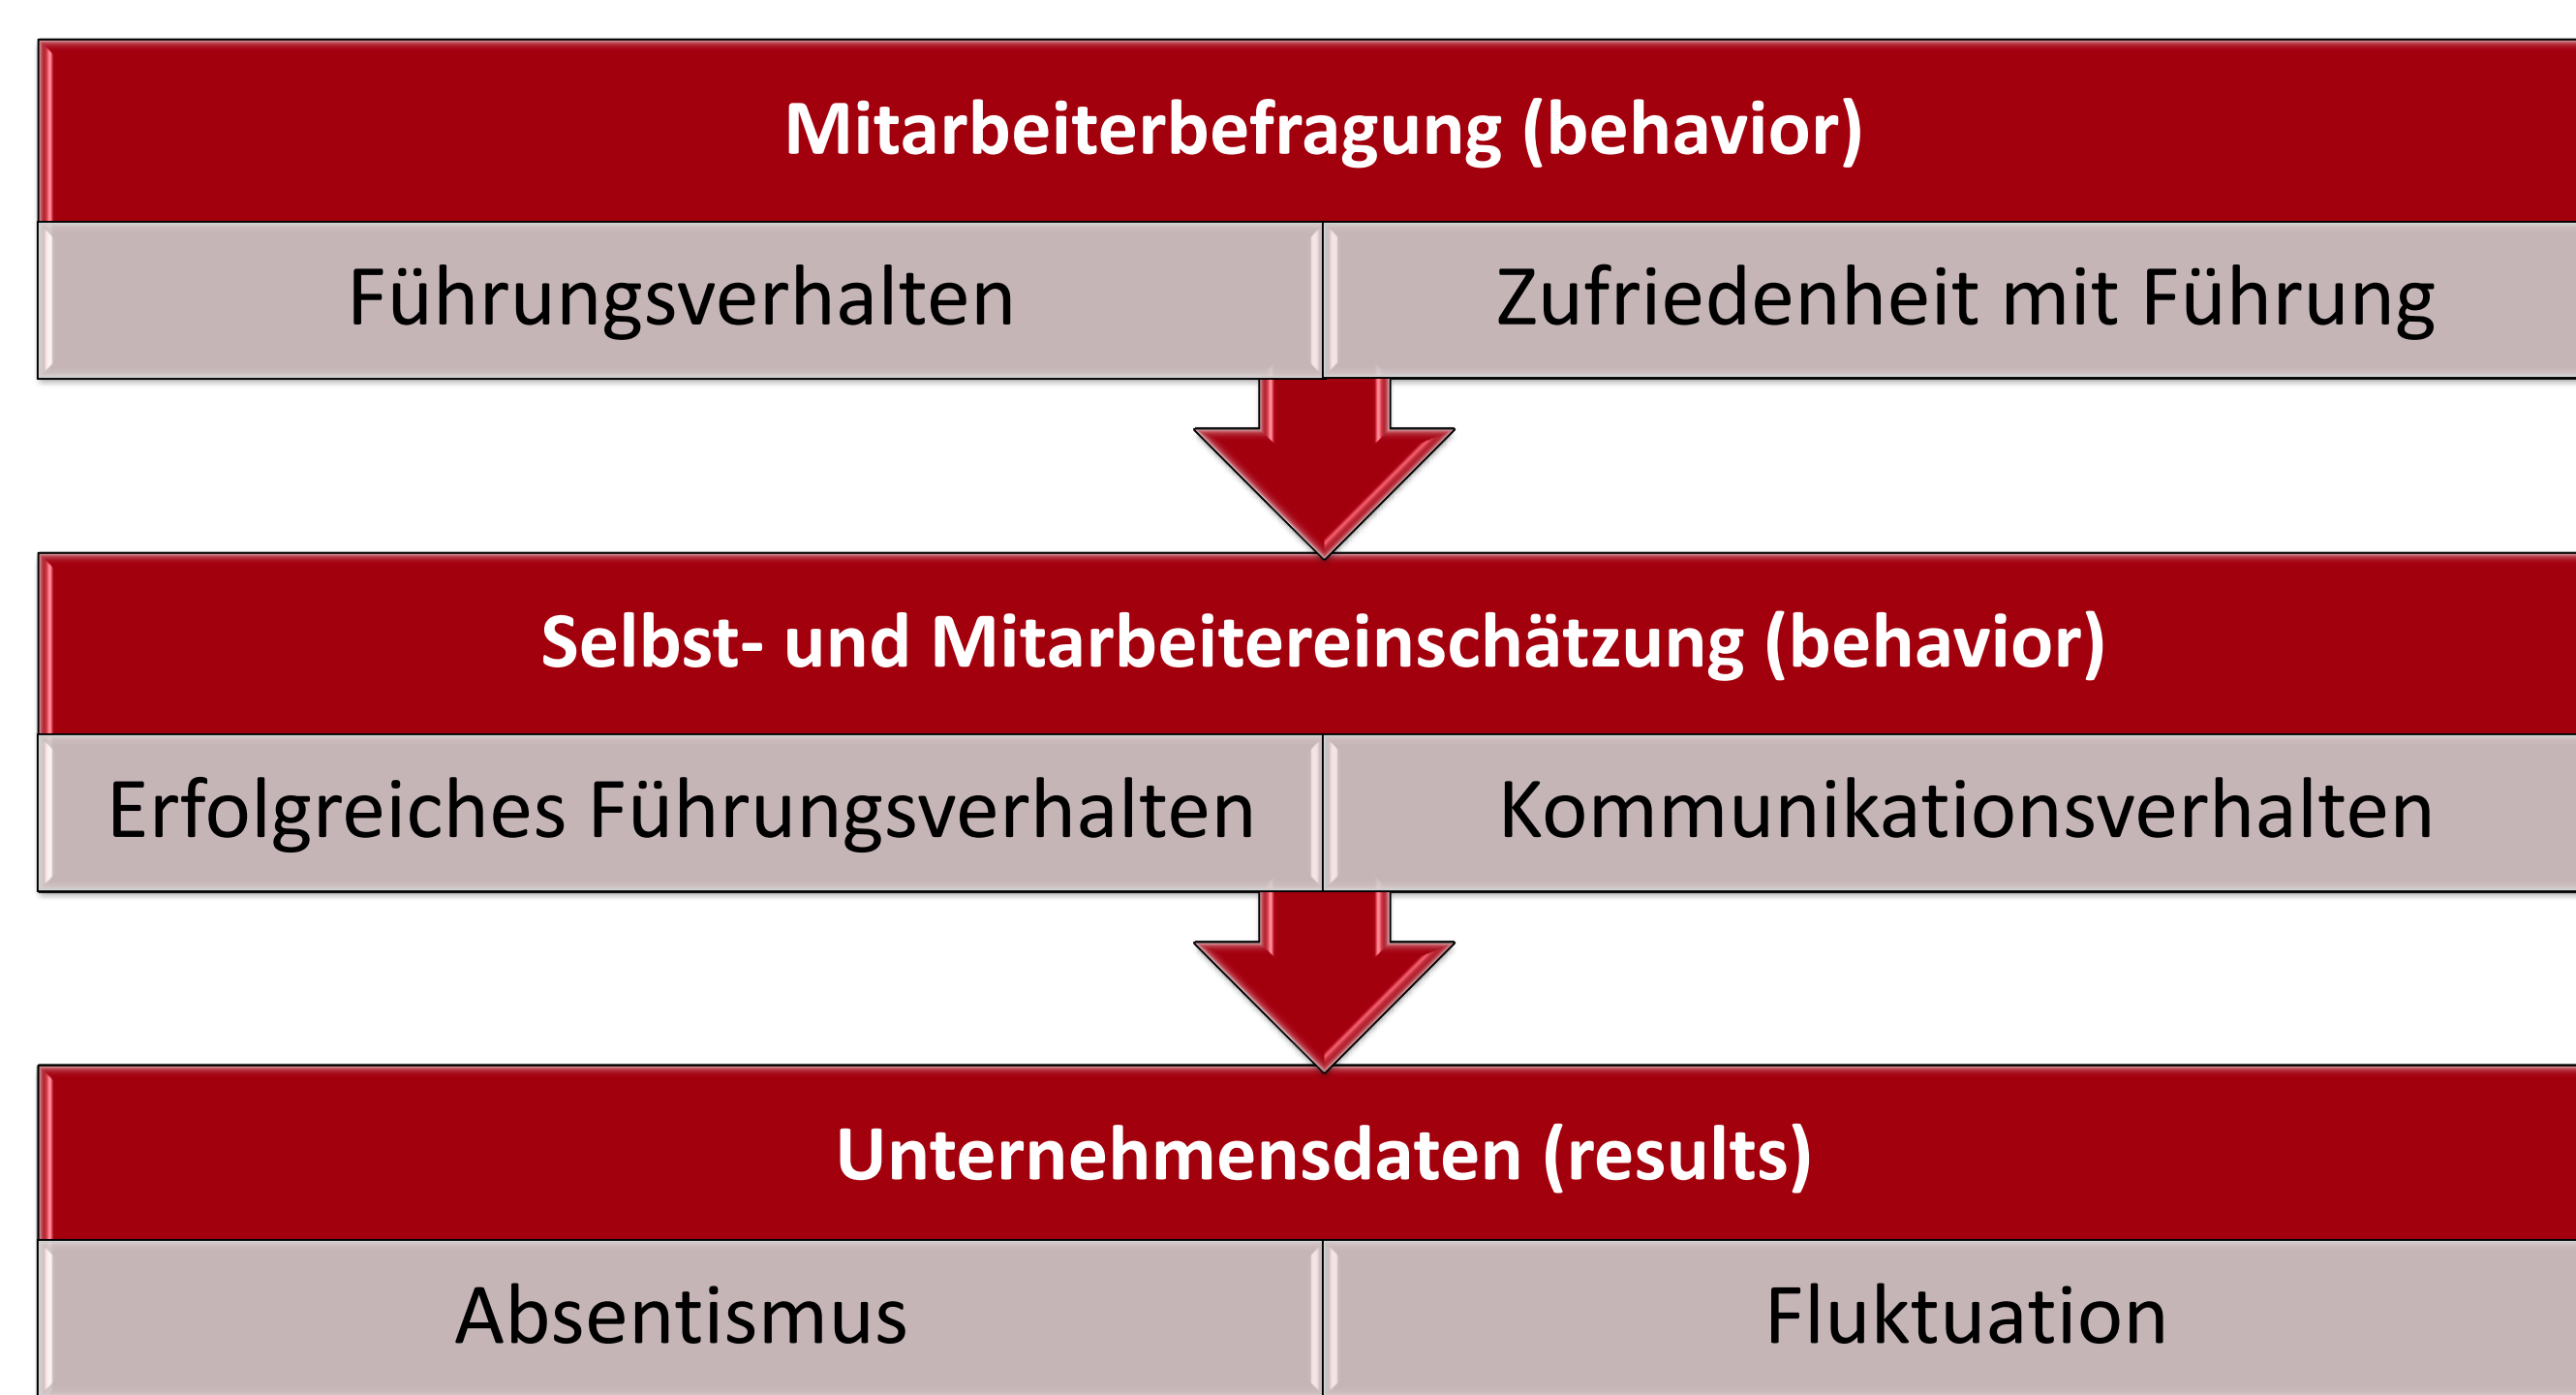 Mitarbeiterbefragung (behavior)
Führungsverhalten
Zufriedenheit mit Führung
Selbst- und Mitarbeitereinschätzung (behavior)
Erfolgreiches Führungsverhalten
Kommunikationsverhalten
Unternehmensdaten (results)
Absentismus
Fluktuation